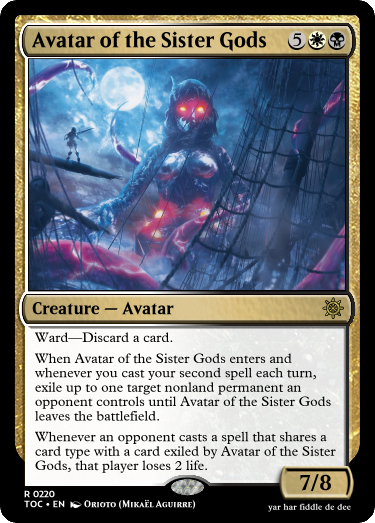 Avatar of the Sister Gods 5
Creature — Avatar
Ward—Discard a card.
When Avatar of the Sister Gods enters and
whenever you cast your second spell each turn,
exile up to one target nonland permanent an
opponent controls until Avatar of the Sister Gods
leaves the battlefield.
Whenever an opponent casts a spell that shares a
card type with a card exiled by Avatar of the Sister
Gods, that player loses 2 life.
7/8
R 0220
TOC • EN Orioto (Mikaël Aguirre)
yar har fiddle de dee